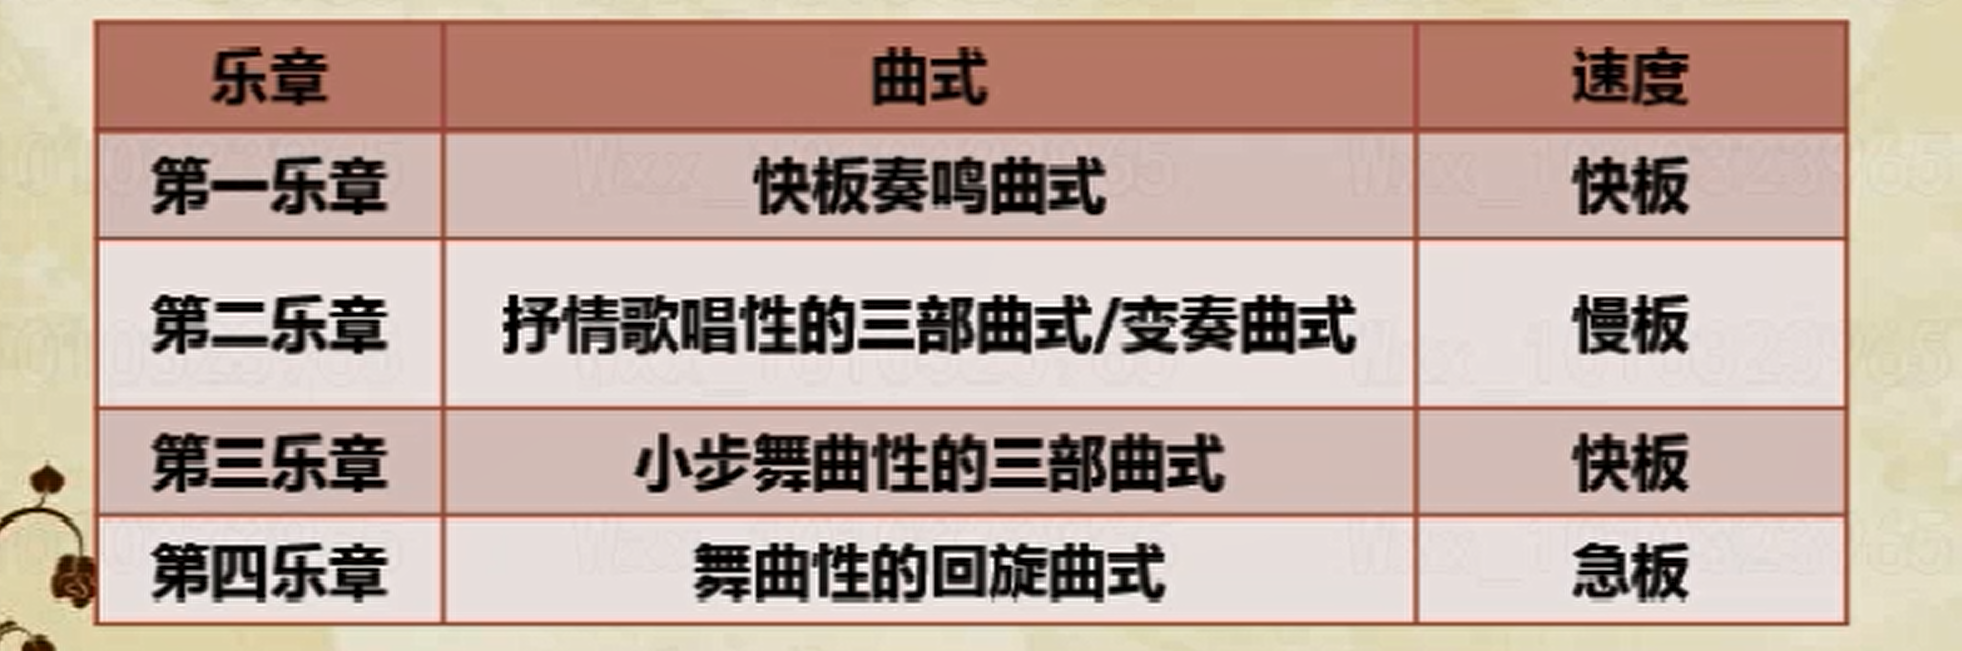 乐章 曲式 速度
第一乐章 快板奏鸣曲式 快板
第二乐章 抒情歌唱性的三部曲式/变奏曲式 慢板
第三乐章 小步舞曲性的三部曲式 快板
第四乐章 舞曲性的回旋曲式 急板